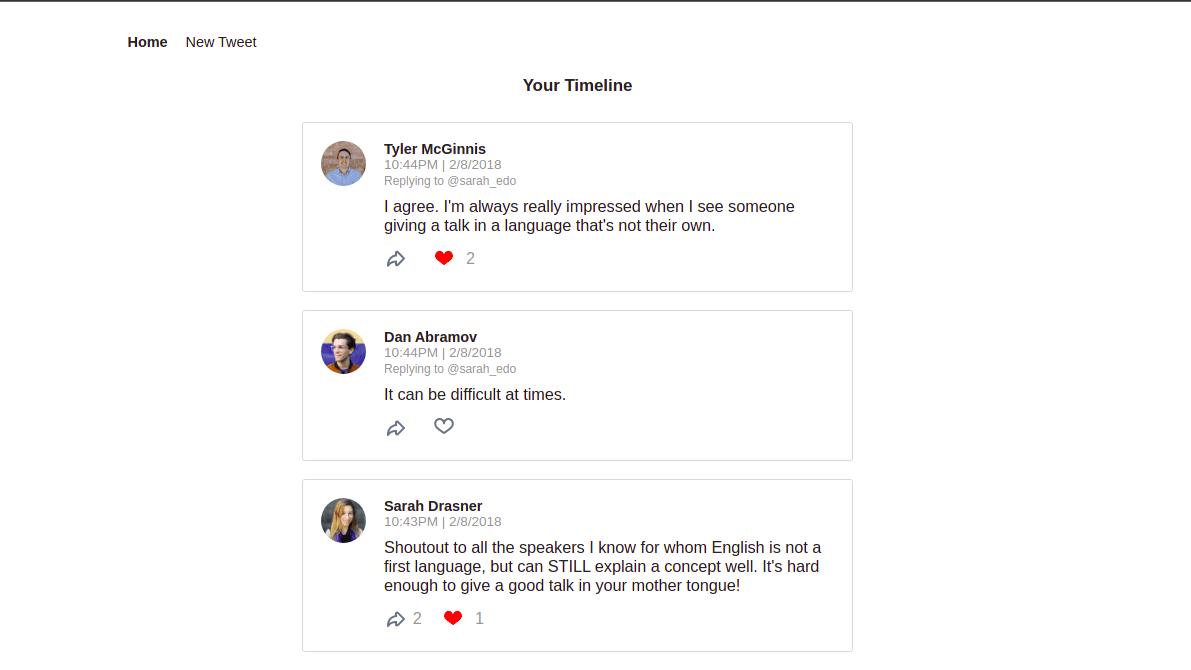 Home New Tweet
Your Timeline
Tyler McGinnis
10:44PM | 2/8/2018
Replying to @sarah_edo
I agree. I'm always really impressed when I see someone
giving a talk in a language that's not their own.
2
Dan Abramov
10:44PM | 2/8/2018
Replying to @sarah_edo
It can be difficult at times.
Sarah Drasner
10:43PM | 2/8/2018
Shoutout to all the speakers I know for whom English is not a
first language, but can STILL explain a concept well. It's hard
enough to give a good talk in your mother tongue!
2 1